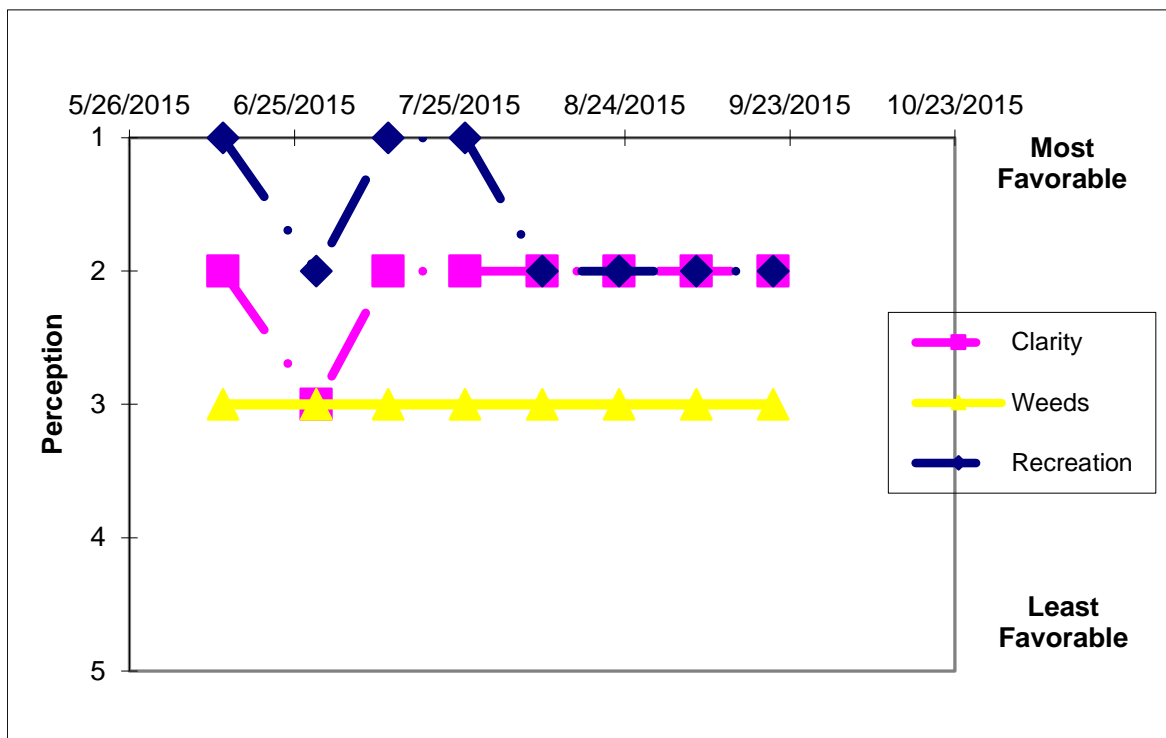 5/26/2015 6/25/2015 7/25/2015 8/24/2015 9/23/2015 10/23/2015
1
Most
Favorable
2
Perception
Clarity
Weeds
Recreation
3
4
Least
Favorable
5